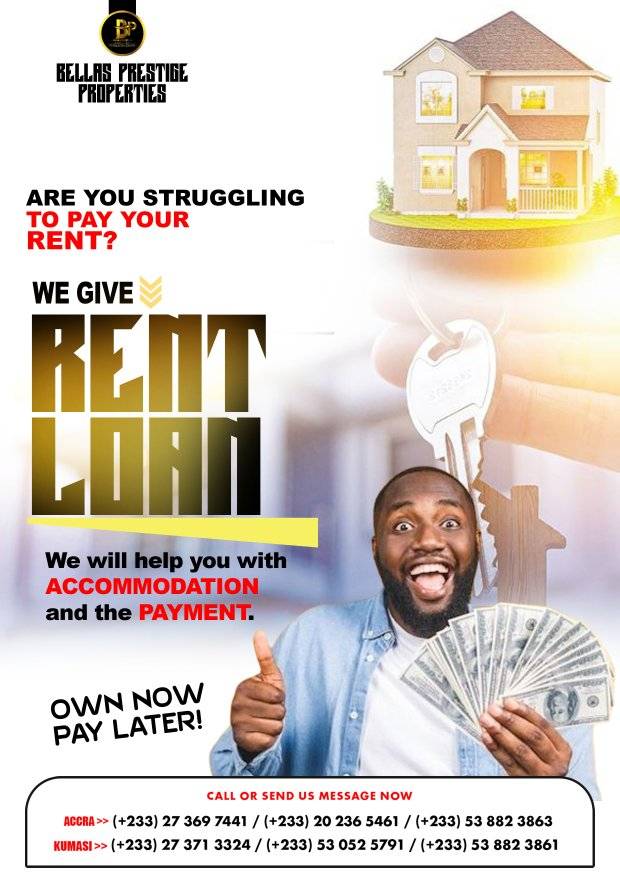 BELLAS PRESTIGE
PROPERTIES
ARE YOU STRUGGLING
TO PAY YOUR
RENT?
WE GIVE
RENT
LOAN
We will help you with
ACCOMMODATION
and the PAYMENT.
OWN NOW
PAY LATER!
CALL OR SEND US MESSAGE NOW
ACCRA>> (+233) 27 369 7441 / (+233) 20 236 5461 / (+233) 53 882 3863
KUMASI>> (+233) 27 371 3324 / (+233) 53 052 5791 / (+233) 53 882 3861